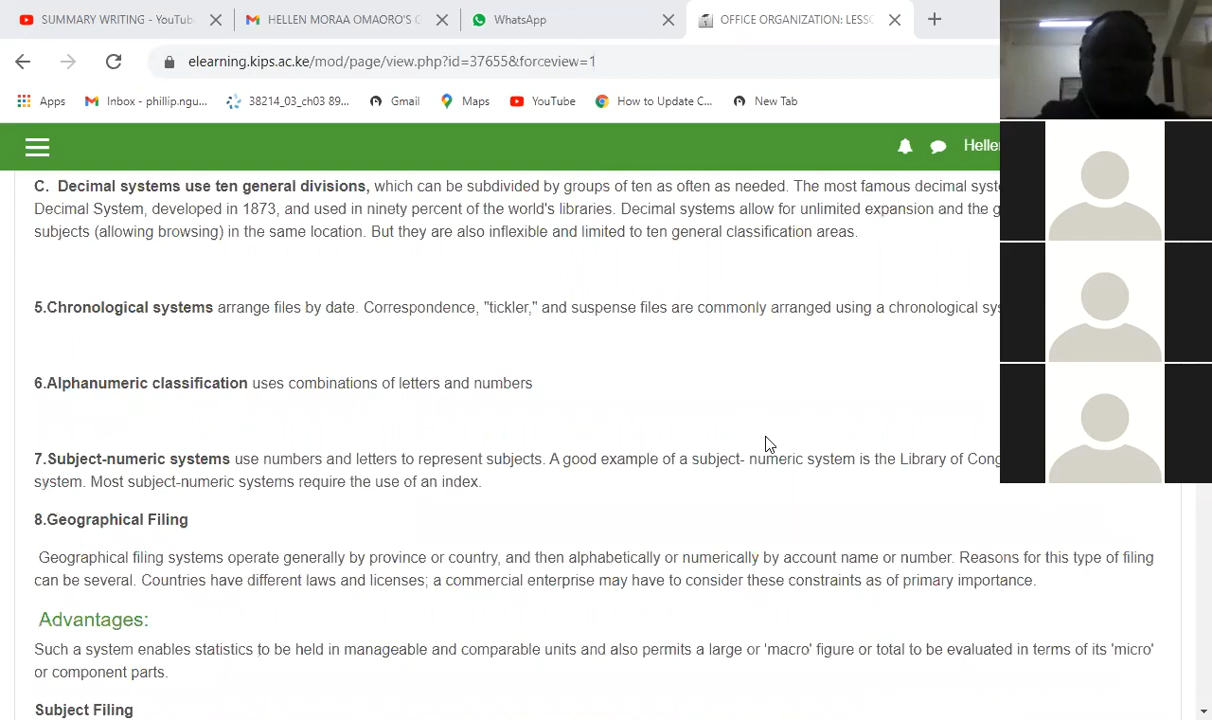 SUMMARY WRITING - YouTub
HELLEN MORAA OMAORO'S
WhatsApp
OFFICE ORGANIZATION: LESSO
elearning.kips.ac.ke/mod/page/view.php?id=37655&forceview=1
Apps
Inbox - phillip.ngu...
38214_03_ch03 89...
Gmail
Maps
YouTube
How to Update C...
New Tab
Heller
C. Decimal systems use ten general divisions, which can be subdivided by groups of ten as often as needed. The most famous decimal syste
Decimal System, developed in 1873, and used in ninety percent of the world's libraries. Decimal systems allow for unlimited expansion and the g
subjects (allowing browsing) in the same location. But they are also inflexible and limited to ten general classification areas.
5.Chronological systems arrange files by date. Correspondence, "tickler," and suspense files are commonly arranged using a chronological sys
6.Alphanumeric classification uses combinations of letters and numbers
7.Subject-numeric systems use numbers and letters to represent subjects. A good example of a subject- numeric system is the Library of Cong
system. Most subject-numeric systems require the use of an index.
8.Geographical Filing
Geographical filing systems operate generally by province or country, and then alphabetically or numerically by account name or number. Reasons for this type of filing
can be several. Countries have different laws and licenses; a commercial enterprise may have to consider these constraints as of primary importance.
Advantages:
Such a system enables statistics to be held in manageable and comparable units and also permits a large or 'macro' figure or total to be evaluated in terms of its 'micro'
or component parts.
Subject Filing